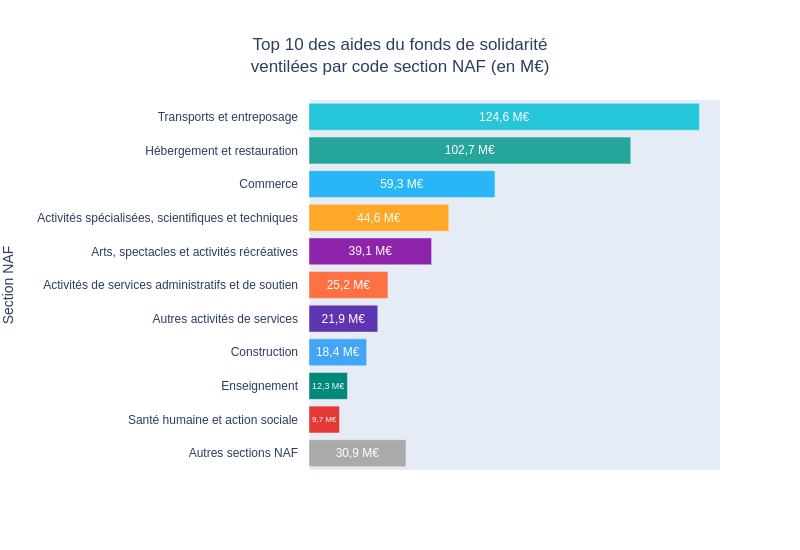 Top 10 des aides du fonds de solidarité
ventilées par code section NAF (en M€)
Section NAF
Transports et entreposage 124,6 M€
Hébergement et restauration 102,7 M€
Commerce 59,3 M€
Activités spécialisées, scientifiques et techniques 44,6 M€
Arts, spectacles et activités récréatives 39,1 M€
Activités de services administratifs et de soutien 25,2 M€
Autres activités de services 21,9 M€
Construction 18,4 M€
Enseignement 12,3 M€
Santé humaine et action sociale 9,7 M€
Autres sections NAF 30,9 M€